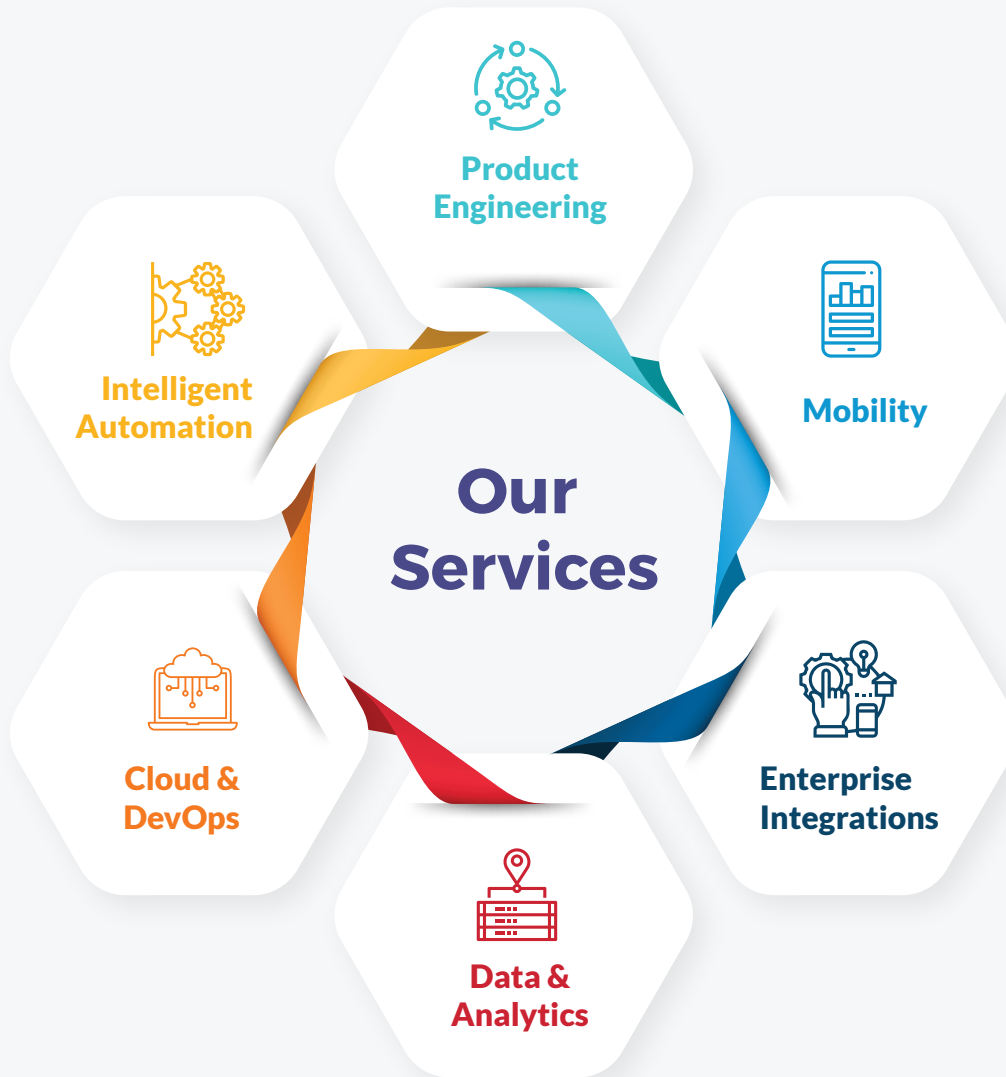 Product
Engineering
Intelligent
Automation
Mobility
Our
Services
Cloud &
DevOps
Enterprise
Integrations
Data &
Analytics